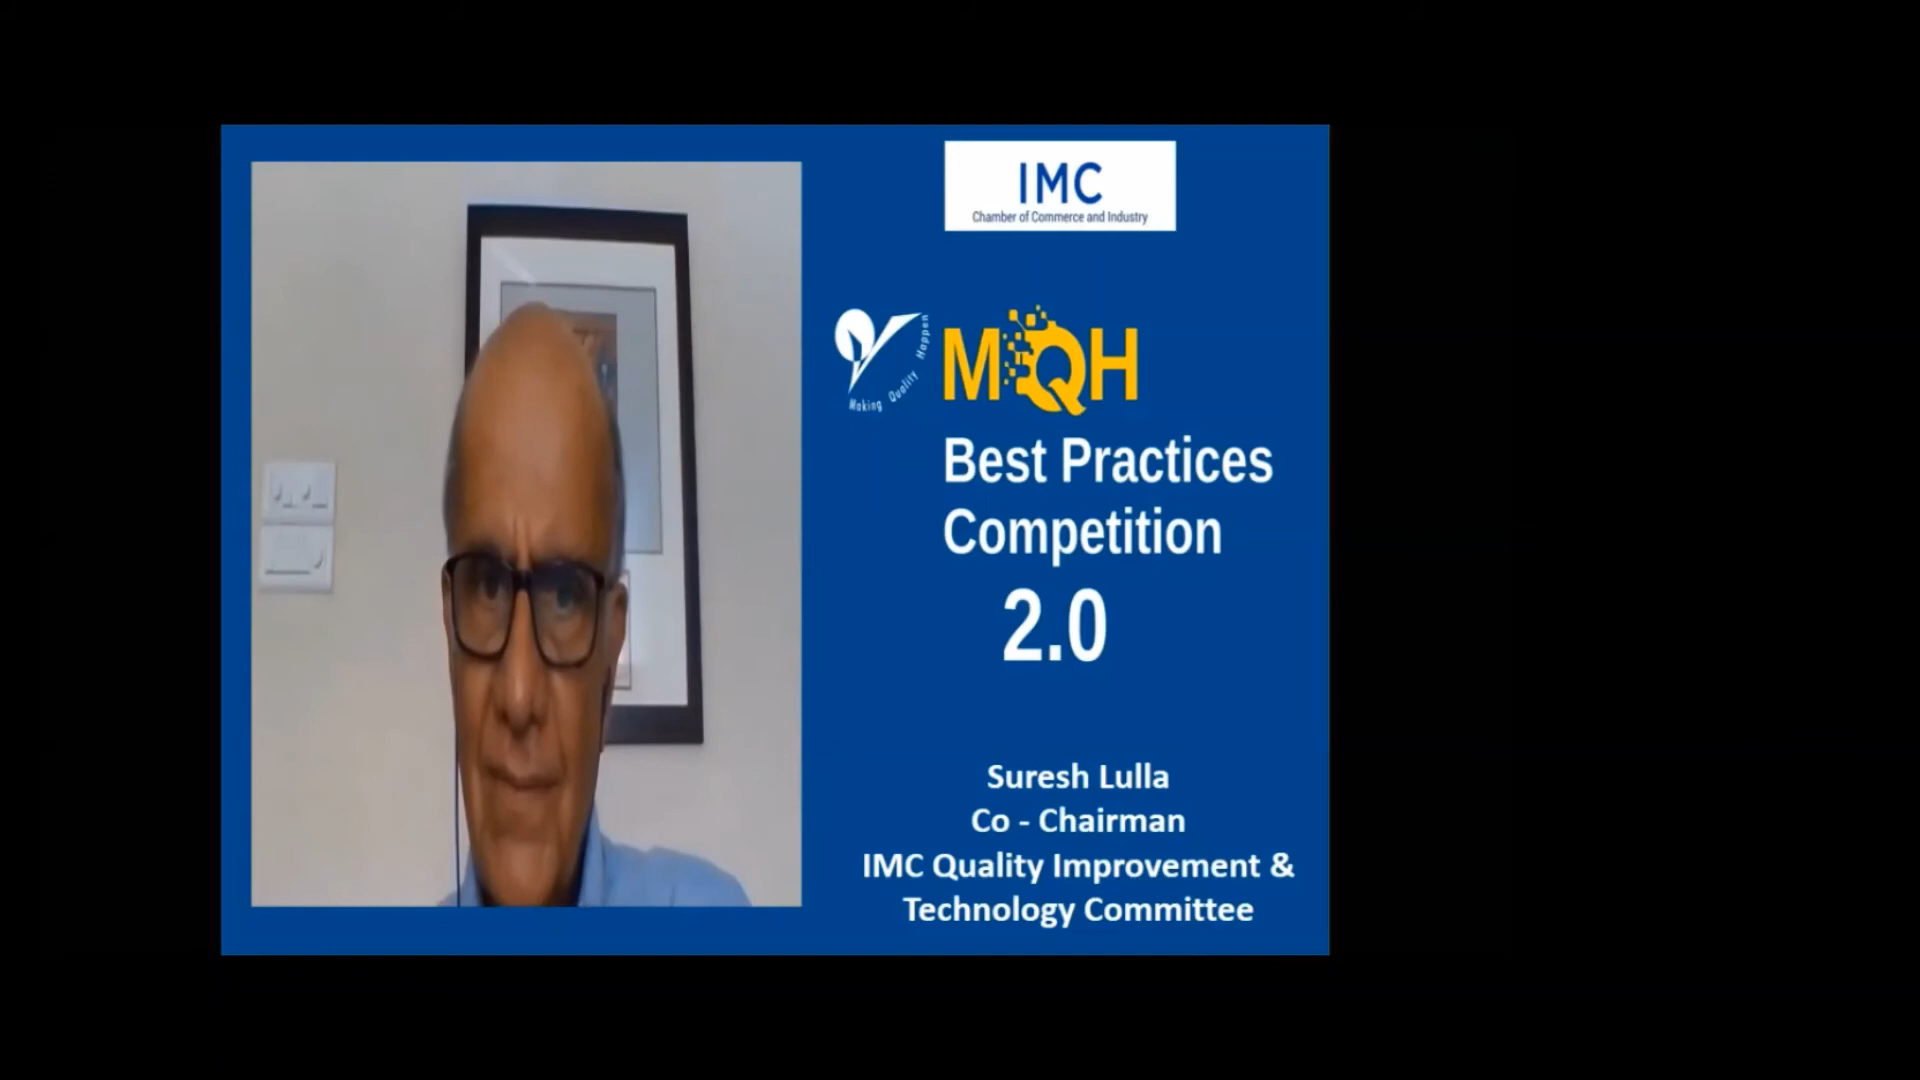 IMC
Chamber of Commerce and Industry
Making Quality Happen
MQH
Best Practices
Competition
2.0
Suresh Lulla
Co - Chairman
IMC Quality Improvement &
Technology Committee